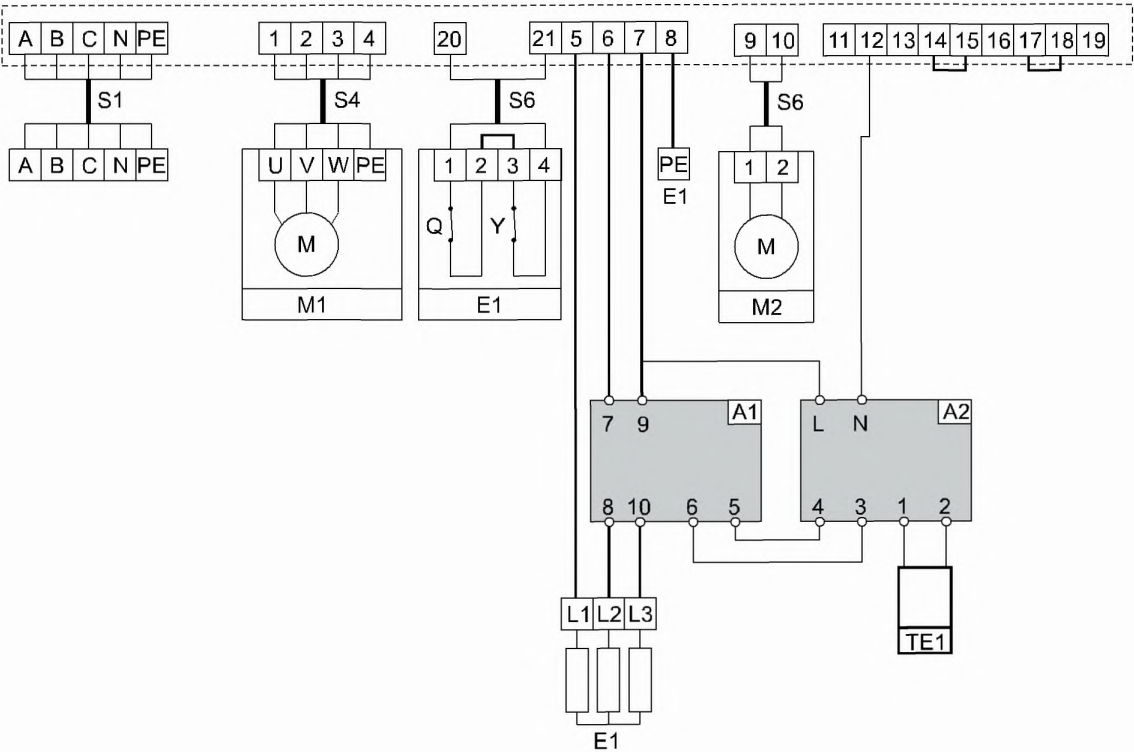 A B C N PE 1 2 3 4 20 21 5 6 7 8 9 10 11 12 13 14 15 16 17 18 19
S1 S4 S6 S6
A B C N PE U V W PE 1 2 3 4 PE 1 2
E1
Q Y
M M
M1 E1 M2
A1 A2
7 9 L N
8 10 6 5 4 3 1 2
L1 L2 L3
TE1
E1